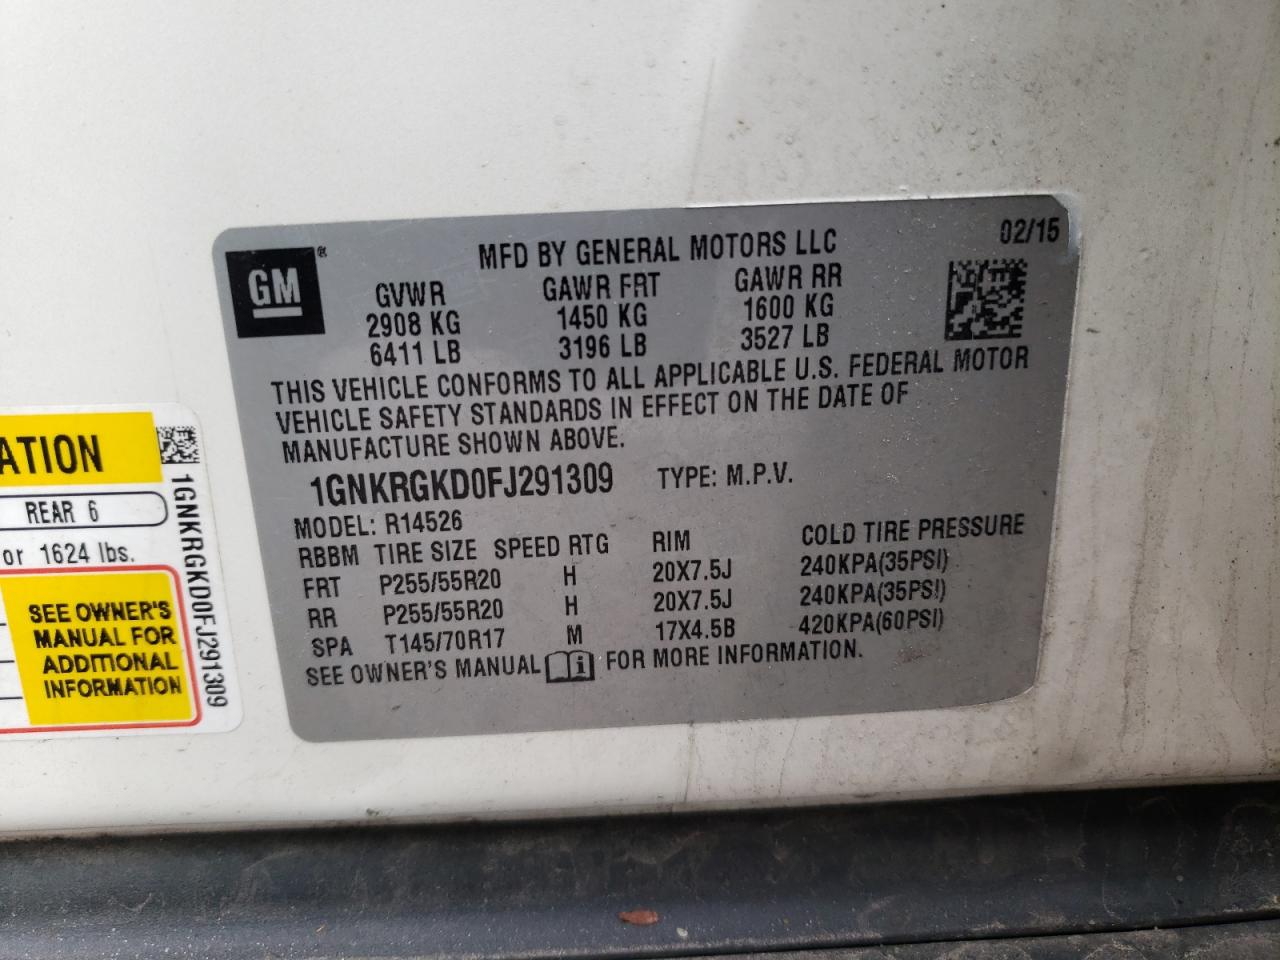 GM ®
MFD BY GENERAL MOTORS LLC
02/15
GVWR GAWR FRT GAWR RR
2908 KG 1450 KG 1600 KG
6411 LB 3196 LB 3527 LB
THIS VEHICLE CONFORMS TO ALL APPLICABLE U.S. FEDERAL MOTOR
VEHICLE SAFETY STANDARDS IN EFFECT ON THE DATE OF
MANUFACTURE SHOWN ABOVE.
1GNKRGKD0FJ291309 TYPE: M.P.V.
MODEL: R14526
RBBM TIRE SIZE SPEED RTG RIM COLD TIRE PRESSURE
FRT P255/55R20 H 20X7.5J 240KPA(35PSI)
RR P255/55R20 H 20X7.5J 240KPA(35PSI)
SPA T145/70R17 M 17X4.5B 420KPA(60PSI)
SEE OWNER'S MANUAL i FOR MORE INFORMATION.
ATION
REAR 6
or 1624 lbs.
SEE OWNER'S
MANUAL FOR
ADDITIONAL
INFORMATION
1GNKRGKD0FJ291309